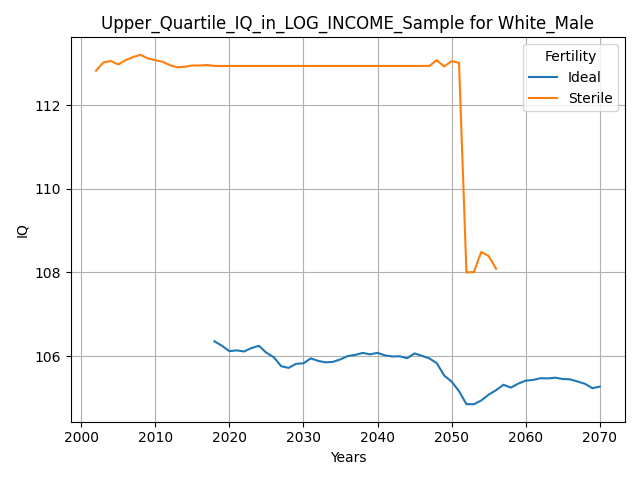 Upper_Quartile_IQ_in_LOG_INCOME_Sample for White_Male
Fertility
Ideal
Sterile
112
110
108
106
IQ
2000 2010 2020 2030 2040 2050 2060 2070
Years